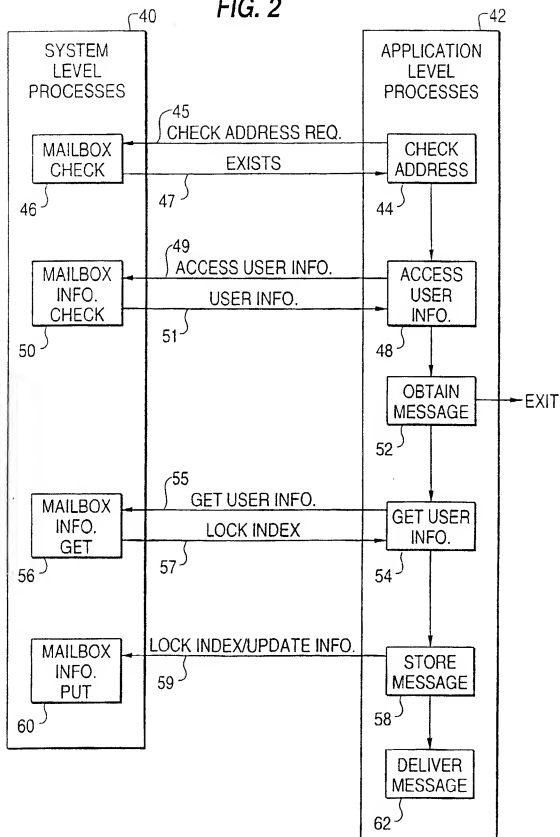 FIG. 2
40
42
SYSTEM
LEVEL
PROCESSES
APPLICATION
LEVEL
PROCESSES
45
CHECK ADDRESS REQ.
MAILBOX
CHECK
EXISTS
CHECK
ADDRESS
46
47
44
49
ACCESS USER INFO.
MAILBOX
INFO.
CHECK
USER INFO.
ACCESS
USER
INFO.
50
51
48
OBTAIN
MESSAGE
EXIT
52
55
GET USER INFO.
MAILBOX
INFO.
GET
LOCK INDEX
GET USER
INFO.
56
57
54
LOCK INDEX/UPDATE INFO.
MAILBOX
INFO.
PUT
59
STORE
MESSAGE
60
58
DELIVER
MESSAGE
62